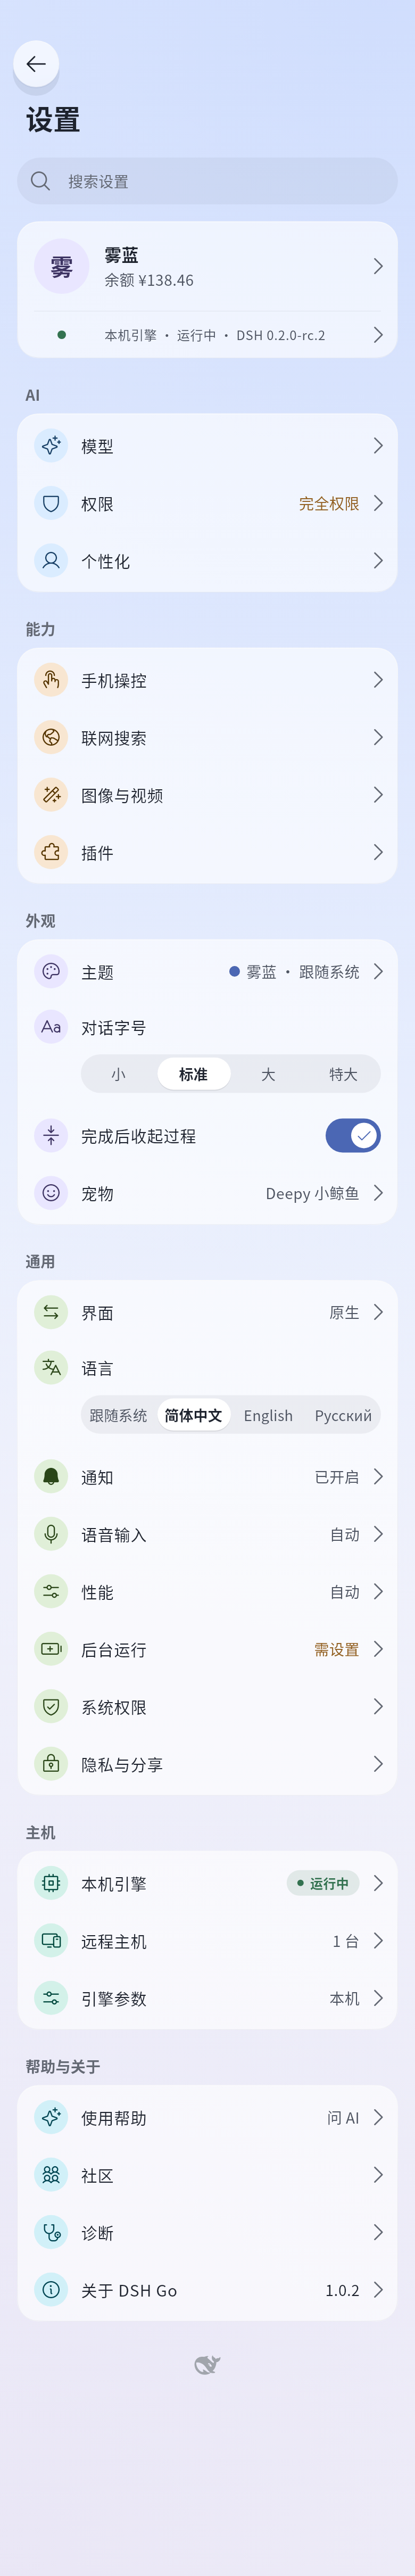 设置
搜索设置
雾
雾蓝
余额 ¥138.46
本机引擎 · 运行中 · DSH 0.2.0-rc.2
AI
模型
权限 完全权限
个性化
能力
手机操控
联网搜索
图像与视频
插件
外观
主题 雾蓝 · 跟随系统
Aa 对话字号
小 标准 大 特大
完成后收起过程
宠物 Deepy 小鲸鱼
通用
界面 原生
语言
跟随系统 简体中文 English Русский
通知 已开启
语音输入 自动
性能 自动
后台运行 需设置
系统权限
隐私与分享
主机
本机引擎 运行中
远程主机 1 台
引擎参数 本机
帮助与关于
使用帮助 问 AI
社区
诊断
关于 DSH Go 1.0.2